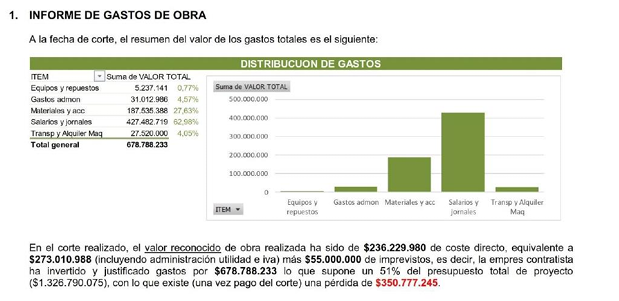 1. INFORME DE GASTOS DE OBRA
A la fecha de corte, el resumen del valor de los gastos totales es el siguiente:
DISTRIBUCUON DE GASTOS
ITEM Suma de VALOR TOTAL
Equipos y repuestos 5.237.141 0,77%
Gastos admon 31.012.986 4,57%
Materiales y acc 187.535.388 27,63%
Salarios y jornales 427.482.719 62,98%
Transp y Alquiler Maq 27.520.000 4,05%
Total general 678.788.233
Suma de VALOR TOTAL
500.000.000
400.000.000
300.000.000
200.000.000
100.000.000
0
Equipos y repuestos
Gastos admon
Materiales y acc
Salarios y jornales
Transp y Alquiler Maq
ITEM
En el corte realizado, el valor reconocido de obra realizada ha sido de $236.229.980 de coste directo, equivalente a
$273.010.988 (incluyendo administración utilidad e iva) más $55.000.000 de imprevistos, es decir, la empres contratista
ha invertido y justificado gastos por $678.788.233 lo que supone un 51% del presupuesto total de proyecto
($1.326.790.075), con lo que existe (una vez pago del corte) una pérdida de $350.777.245.